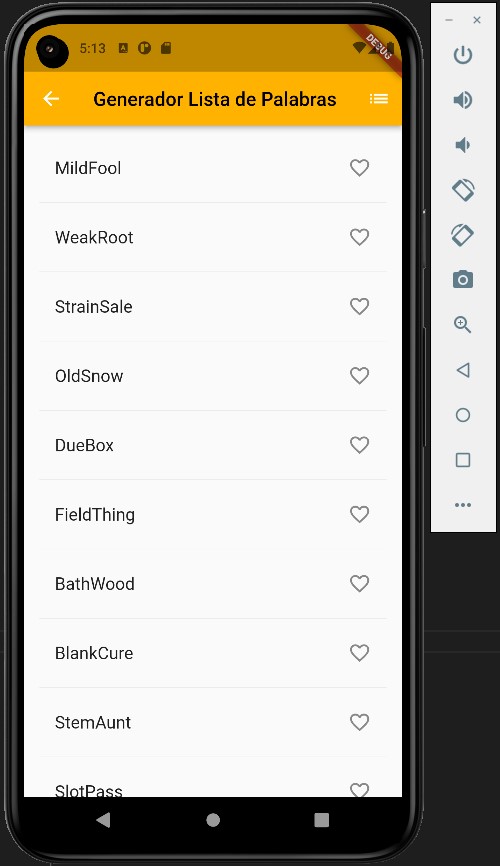 5:13
DEBUG
Generador Lista de Palabras
MildFool
WeakRoot
StrainSale
OldSnow
DueBox
FieldThing
BathWood
BlankCure
StemAunt
SlotPass